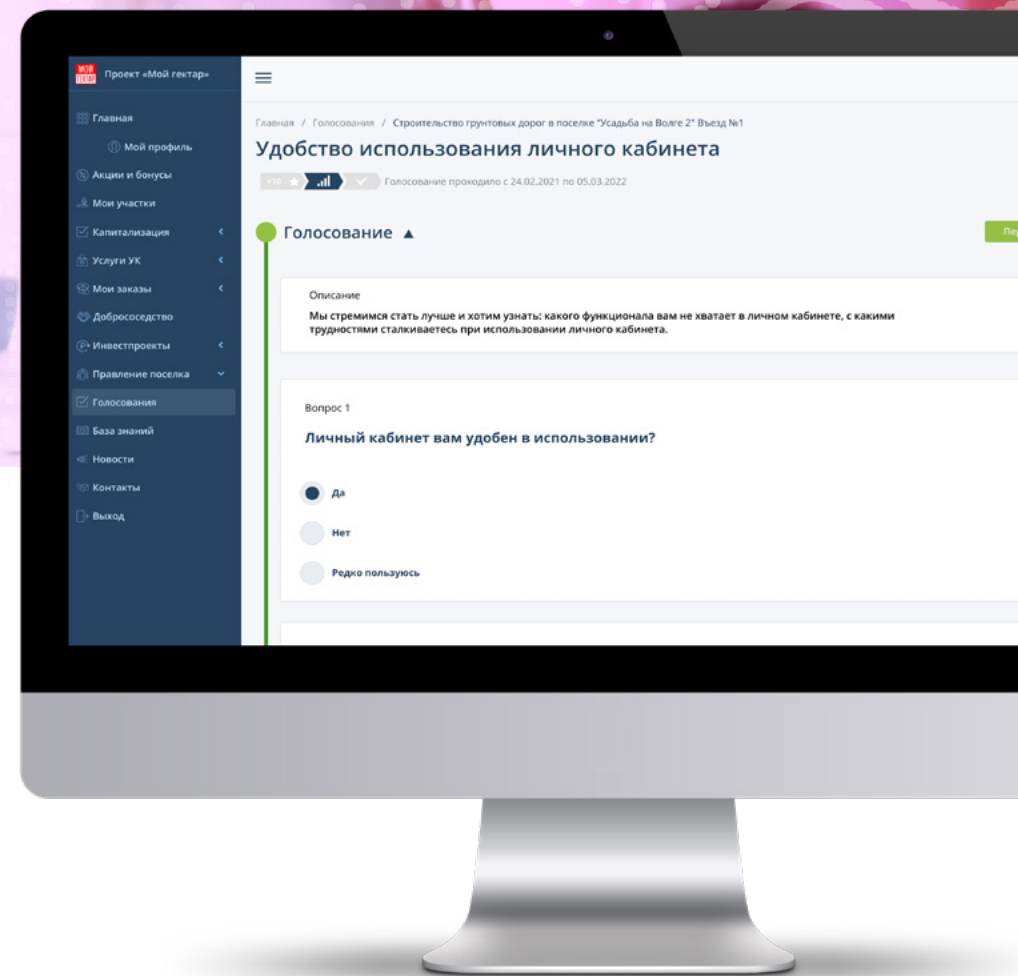 МОЙ
ГЕКТАР
Проект «Мой гектар»
Главная
Мой профиль
Акции и бонусы
Мои участки
Капитализация
Услуги УК
Мои заказы
Добрососедство
Инвестпроекты
Правление поселка
Голосования
База знаний
Новости
Контакты
Выход
Главная / Голосования / Строительство грунтовых дорог в поселке "Усадьба на Волге 2" Въезд №1
Удобство использования личного кабинета
+10
Голосование проходило с 24.02.2021 по 05.03.2022
Голосование
Описание
Мы стремимся стать лучше и хотим узнать: какого функционала вам не хватает в личном кабинете, с какими
трудностями сталкиваетесь при использовании личного кабинета.
Вопрос 1
Личный кабинет вам удобен в использовании?
Да
Нет
Редко пользуюсь